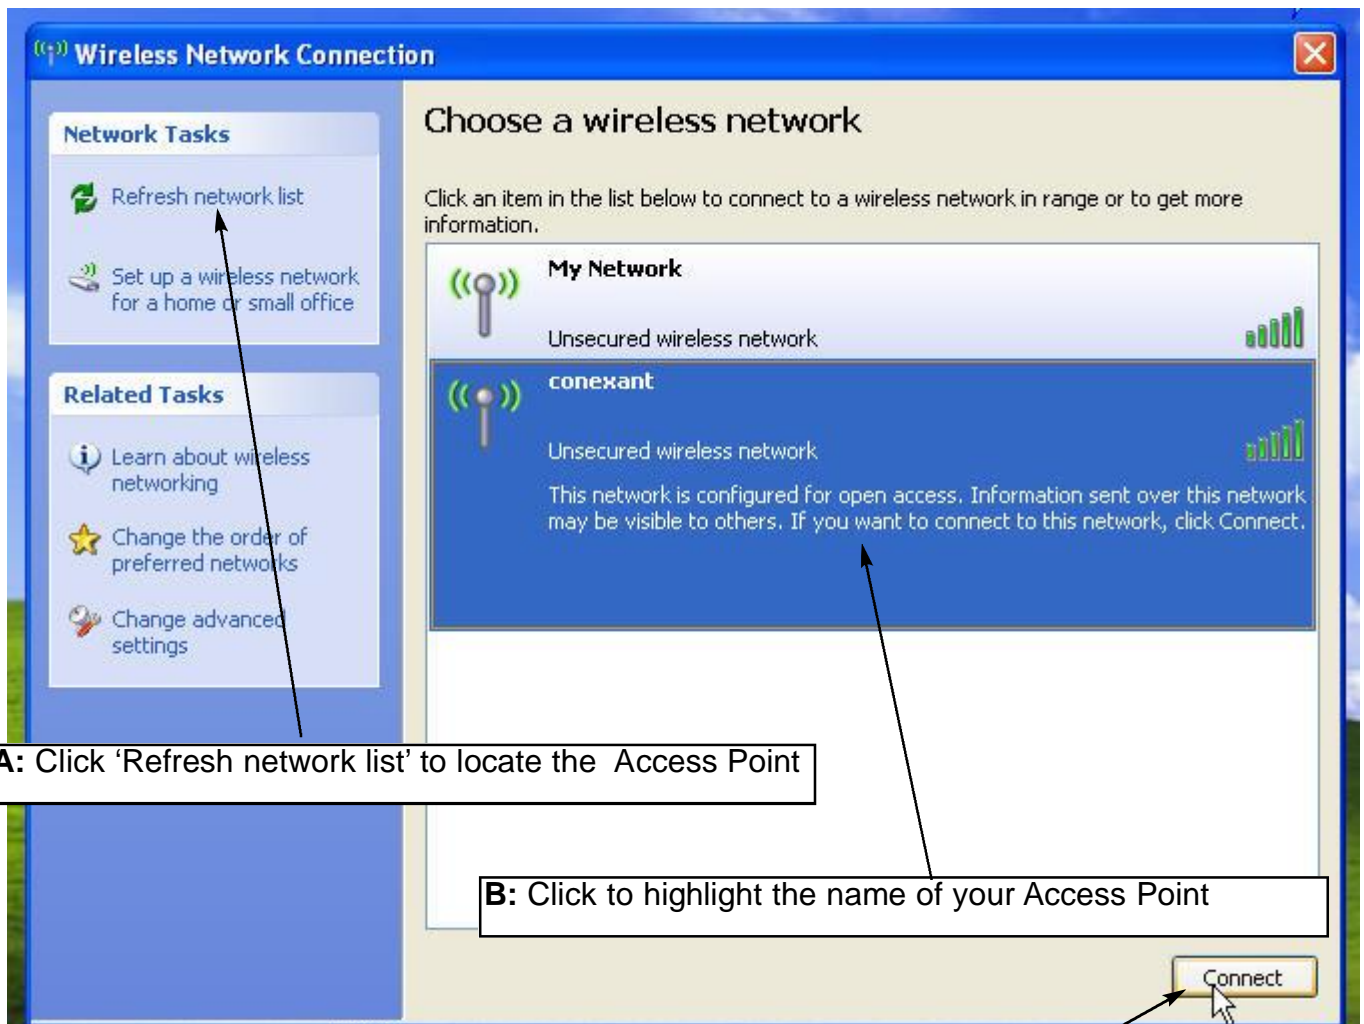 Wireless Network Connection
Network Tasks
Refresh network list
Set up a wireless network
for a home or small office
Related Tasks
Learn about wireless
networking
Change the order of
preferred networks
Change advanced
settings
Choose a wireless network
Click an item in the list below to connect to a wireless network in range or to get more
information.
My Network
Unsecured wireless network
conexant
Unsecured wireless network
This network is configured for open access. Information sent over this network
may be visible to others. If you want to connect to this network, click Connect.
A: Click ‘Refresh network list’ to locate the Access Point
B: Click to highlight the name of your Access Point
Connect